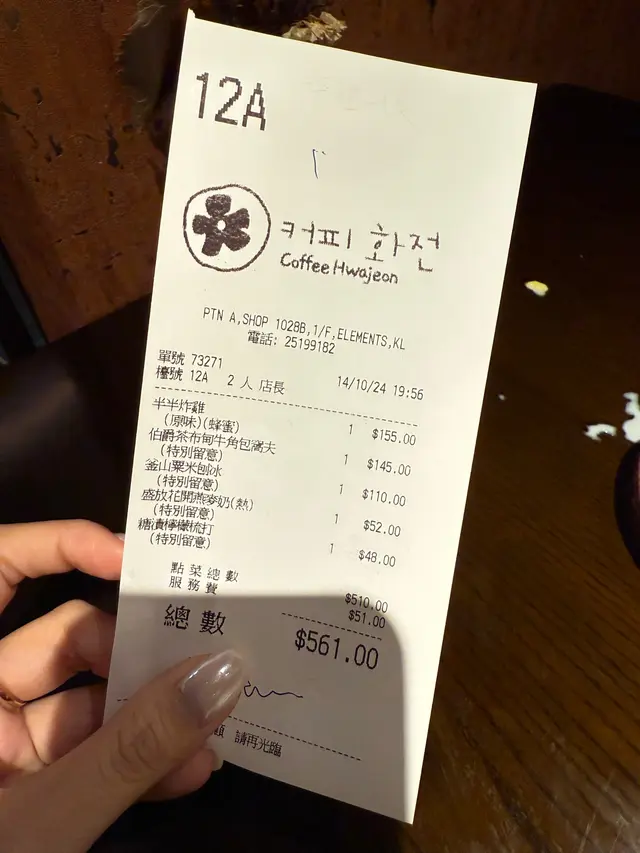 12A
커피 화전
Coffee Hwajeon
PTN A,SHOP 1028B,1/F,ELEMENTS,KL
電話: 25199182
單號 73271
檯號 12A 2 人 店長 14/10/24 19:56
半半炸雞 1 $155.00
(原味)(蜂蜜)
伯爵茶布甸牛角包窩夫 1 $145.00
(特別留意)
釜山粟米刨冰 1 $110.00
(特別留意)
盛放花開燕麥奶(熱) 1 $52.00
(特別留意)
糖漬檸檬梳打 1 $48.00
(特別留意)
點菜總數 $510.00
服務費 $51.00
總數 $561.00
顧 請再光臨